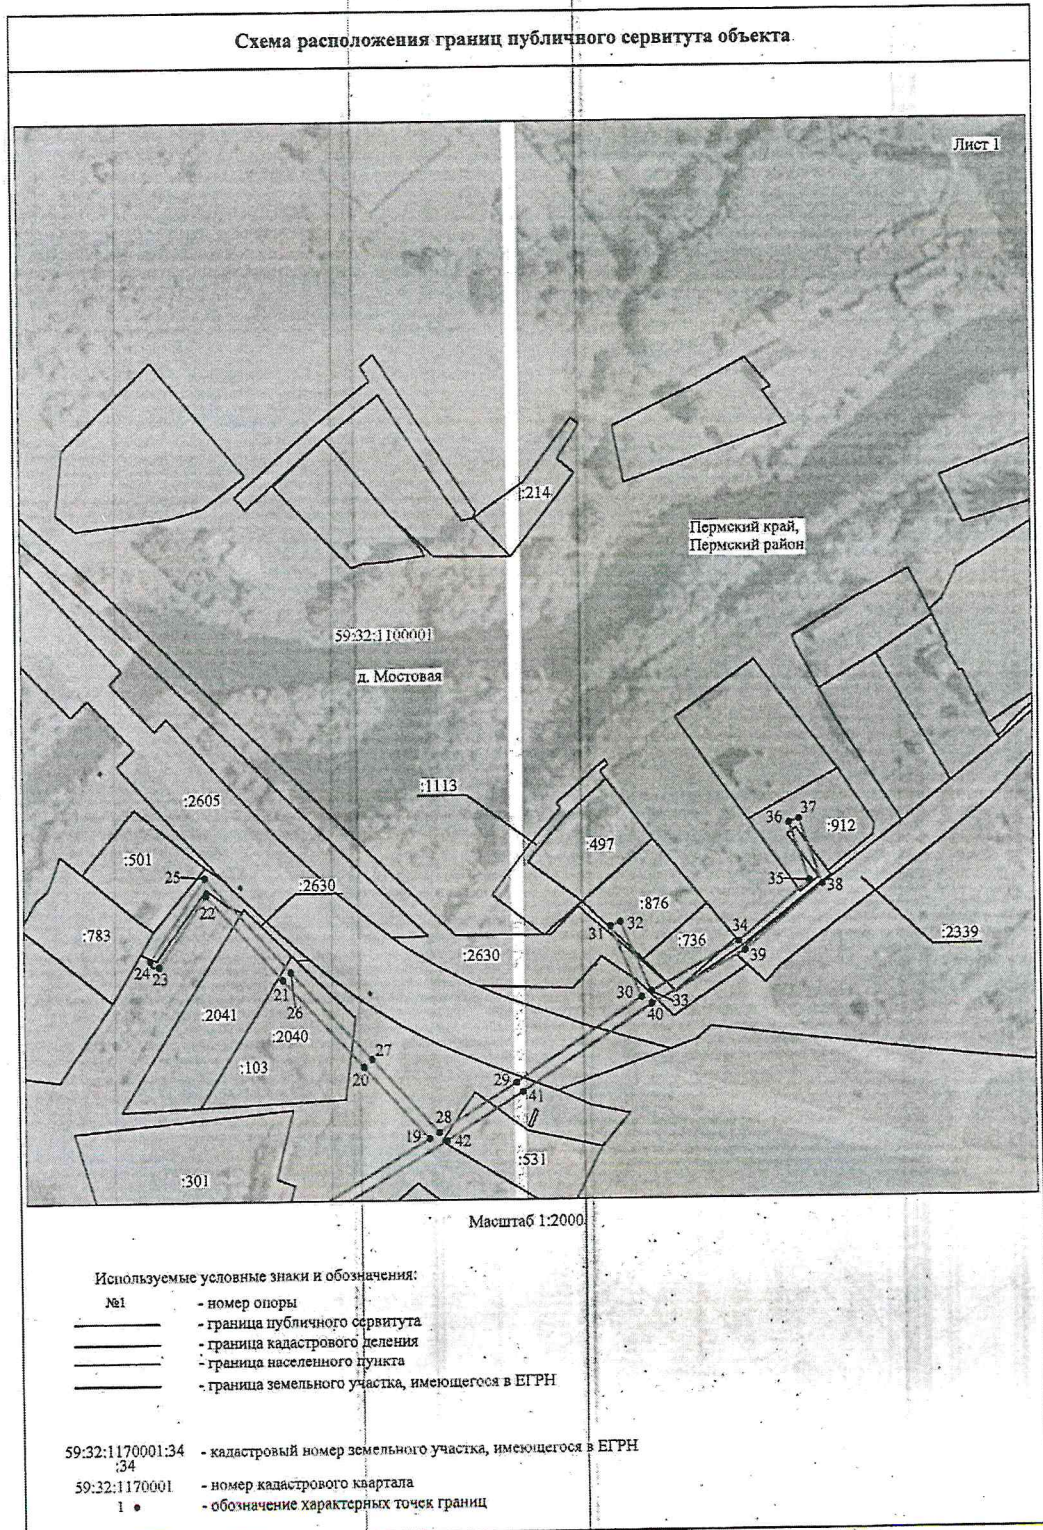 Схема расположения границ публичного сервитута объекта
Лист 1
:214
Пермский край,
Пермский район
59:32:1100001
д. Мостовая
:1113
:2605
:497
36
37
:912
:501
25
:2630
35
38
22
:876
32
31
34
:2339
:783
:736
39
:2630
24
23
21
26
30
33
40
:2041
:2040
27
:103
20
29
41
28
19
42
:531
:301
Масштаб 1:2000
Используемые условные знаки и обозначения:
№1 - номер опоры
- граница публичного сервитута
- граница кадастрового деления
- граница населенного пункта
- граница земельного участка, имеющегося в ЕГРН
59:32:1170001:34 - кадастровый номер земельного участка, имеющегося в ЕГРН
:34
59:32:1170001 - номер кадастрового квартала
1 - обозначение характерных точек границ